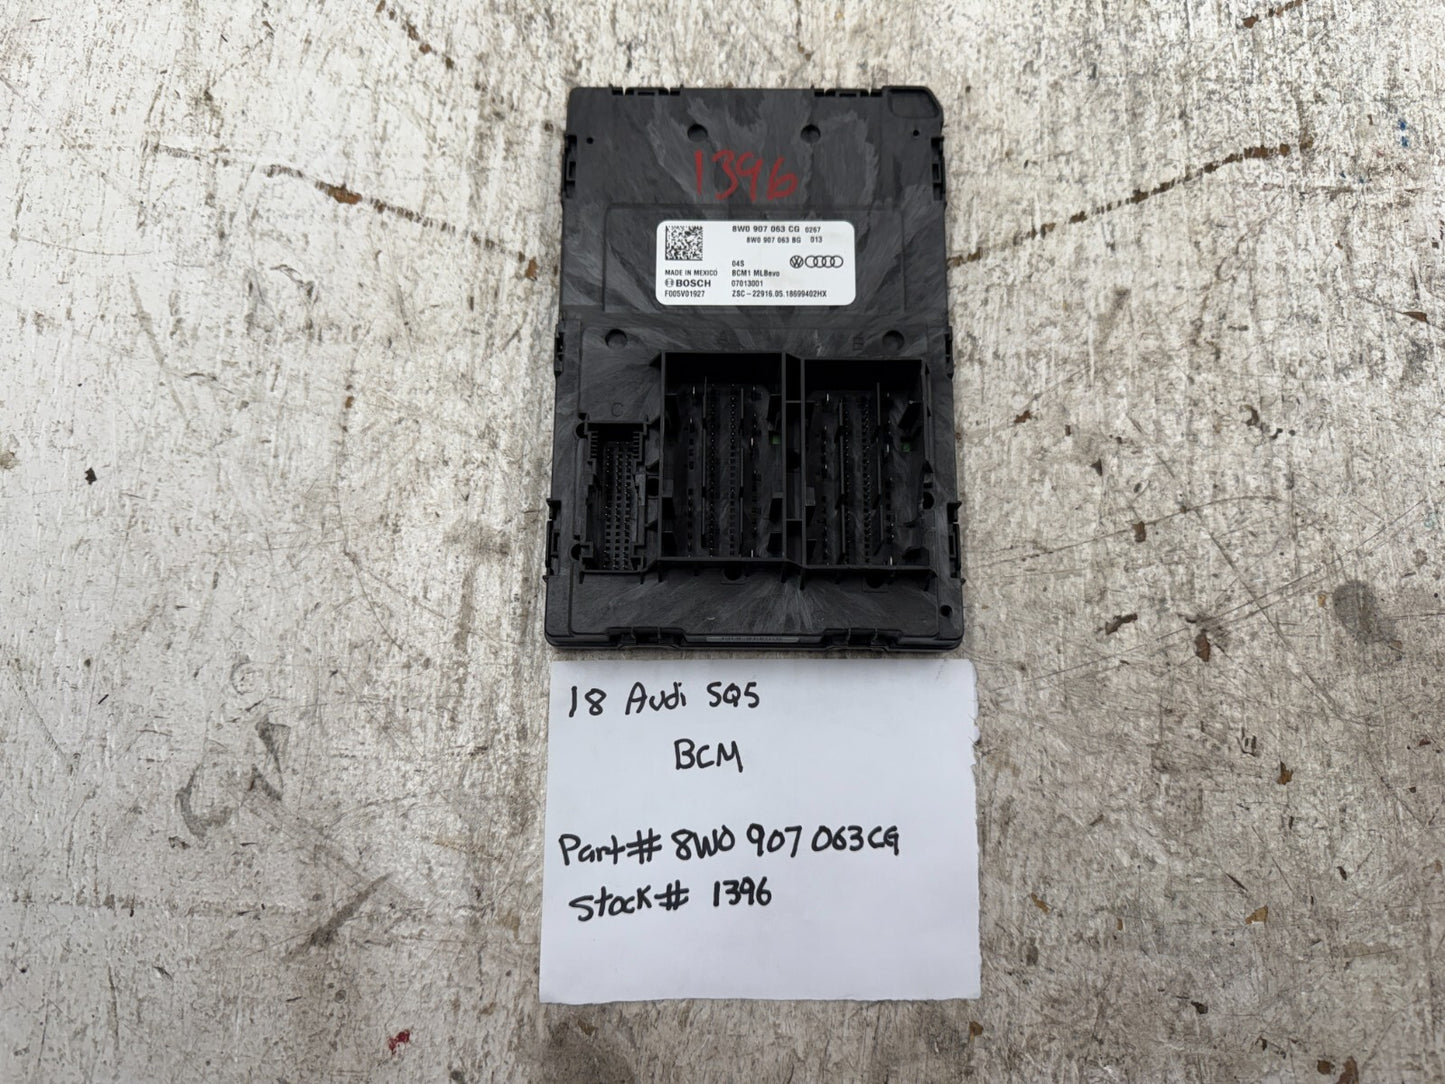 1396
8W0 907 063 CG 0267
8W0 907 063 BG 013
04S
MADE IN MEXICO BCM1 MLBevo
BOSCH 07013001
F005V01927 ZSC-22916.05.18699402HX
A B
C
18 Audi SQ5
BCM
Part# 8W0 907 063CG
Stock# 1396